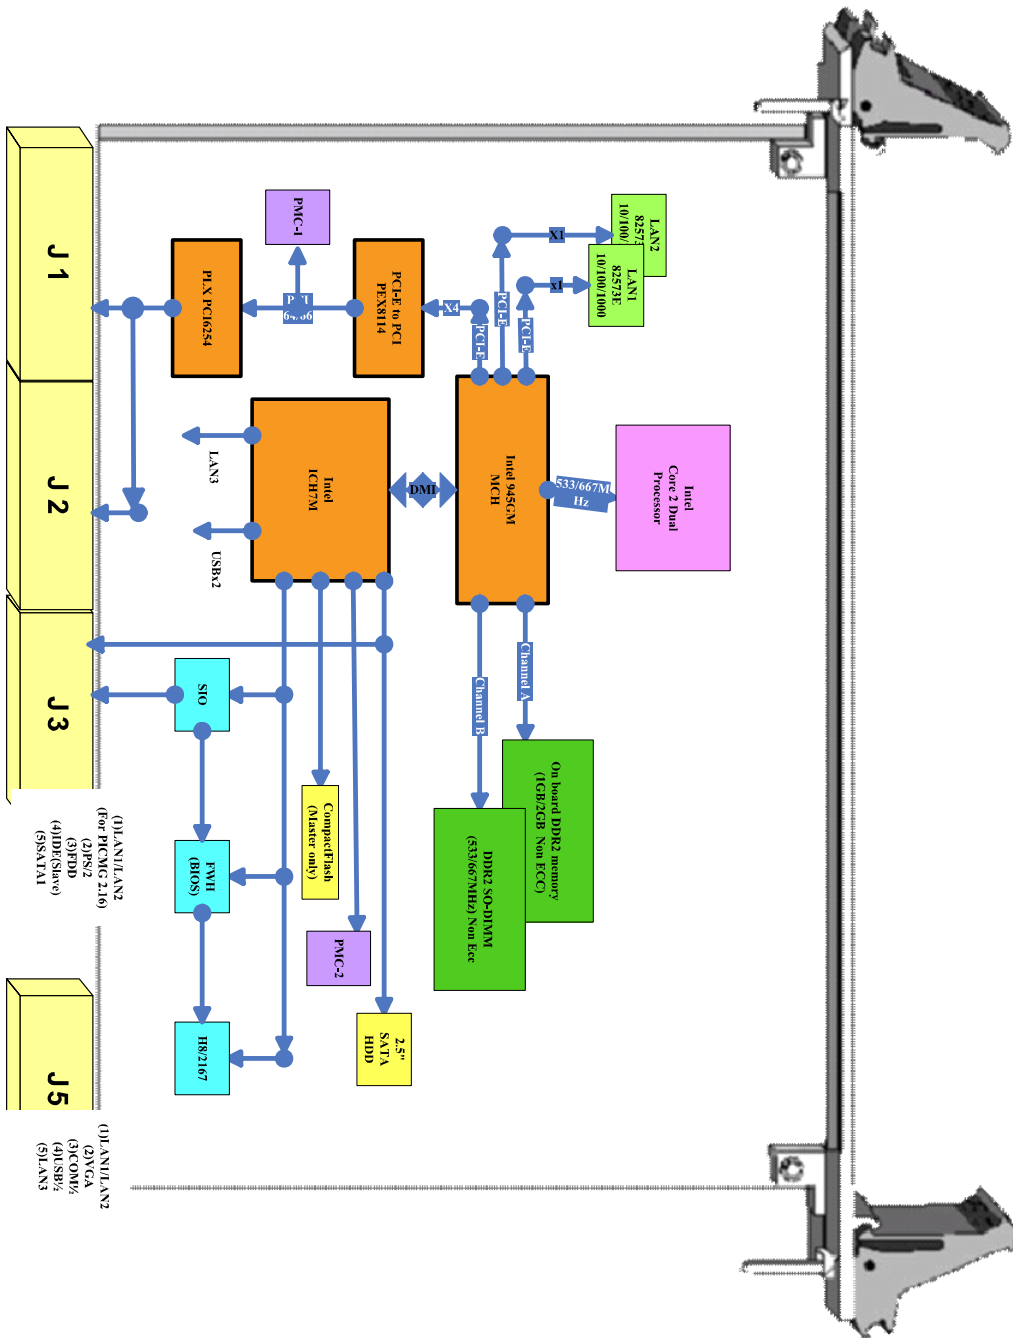 LAN2
82573
10/100/
LAN1
82573E
10/100/1000
X1
x1
PCI-E
PCI-E
PCI-E
X4
PMC-1
PCI-E to PCI
PEX8114
PCI
64/66
PLX PCI6254
J1
Intel
Core 2 Dual
Processor
533/667M
Hz
Intel 945GM
MCH
DMI
Intel
ICH7M
LAN3
USBx2
J2
Channel A
Channel B
On board DDR2 memory
(1GB/2GB Non ECC)
DDR2 SO-DIMM
(533/667MHz) Non Ecc
SIO
J3
CompactFlash
(Master only)
FWH
(BIOS)
PMC-2
2.5"
SATA
HDD
H8/2167
(1)LAN1/LAN2
(For PICMG 2.16)
(2)PS/2
(3)FDD
(4)IDE(Slave)
(5)SATA1
J5
(1)LAN1/LAN2
(2)VGA
(3)COM½
(4)USB½
(5)LAN3